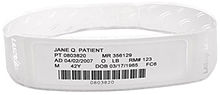 JANE Q. PATIENT
PT 0803820 MR 356129
AD 04/02/2007 O LB RM# 123
M 42Y DOB 03/17/1965 FC6